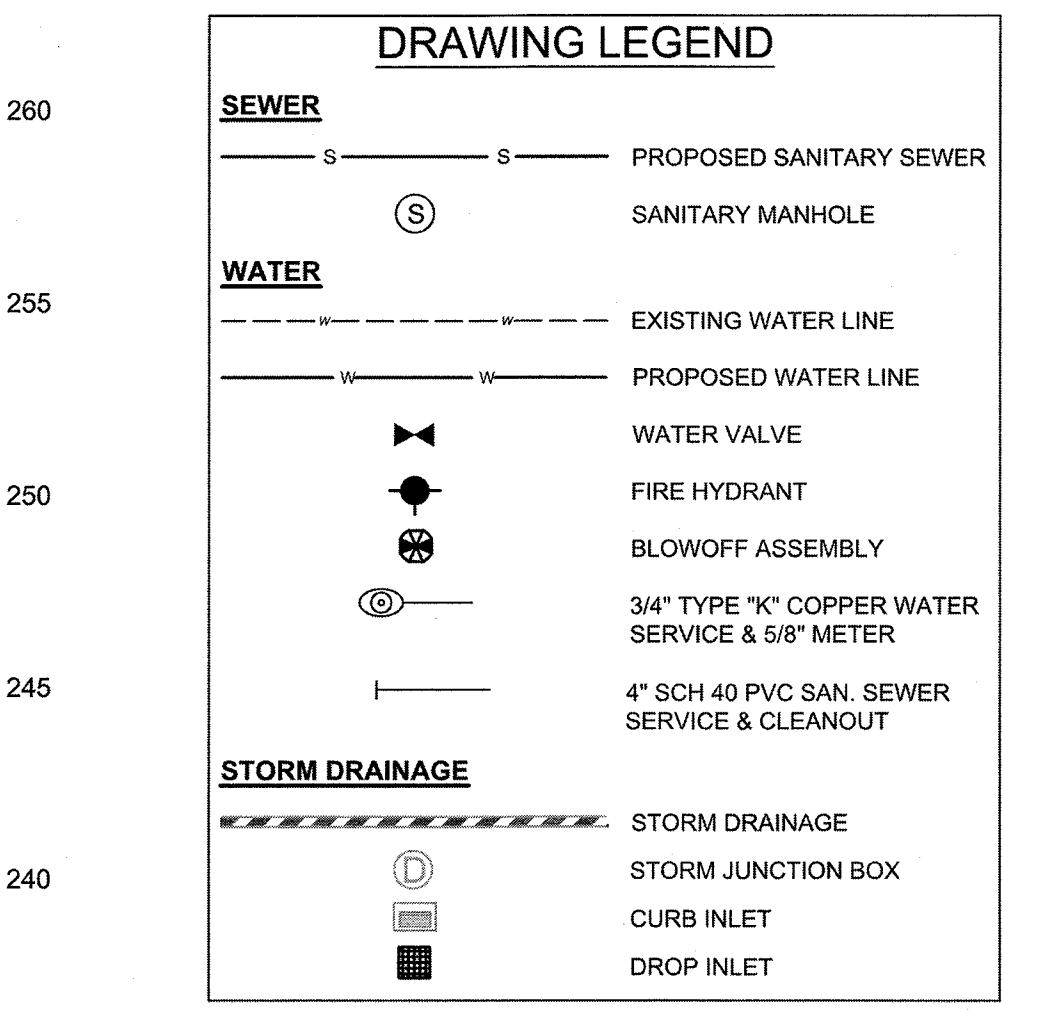 DRAWING LEGEND
260
SEWER
S S PROPOSED SANITARY SEWER
S SANITARY MANHOLE
WATER
255
W W EXISTING WATER LINE
W W PROPOSED WATER LINE
WATER VALVE
250
FIRE HYDRANT
BLOWOFF ASSEMBLY
3/4" TYPE "K" COPPER WATER
SERVICE & 5/8" METER
245
4" SCH 40 PVC SAN. SEWER
SERVICE & CLEANOUT
STORM DRAINAGE
STORM DRAINAGE
240
D STORM JUNCTION BOX
CURB INLET
DROP INLET